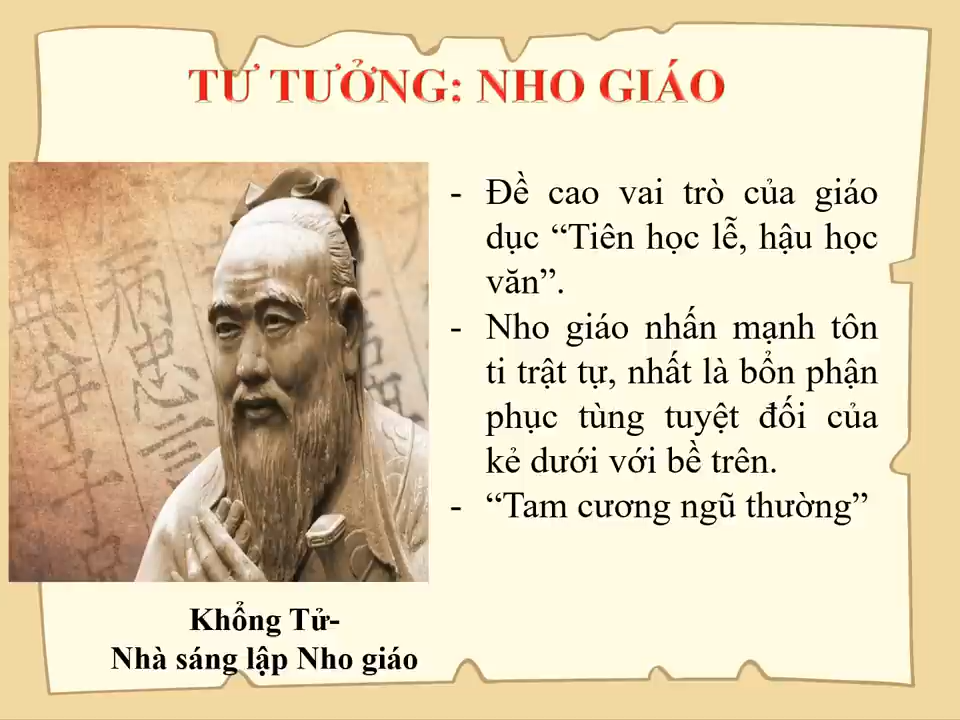 TƯ TƯỞNG: NHO GIÁO
- Đề cao vai trò của giáo
dục “Tiên học lễ, hậu học
văn”.
- Nho giáo nhấn mạnh tôn
ti trật tự, nhất là bổn phận
phục tùng tuyệt đối của
kẻ dưới với bề trên.
- “Tam cương ngũ thường”
Khổng Tử-
Nhà sáng lập Nho giáo